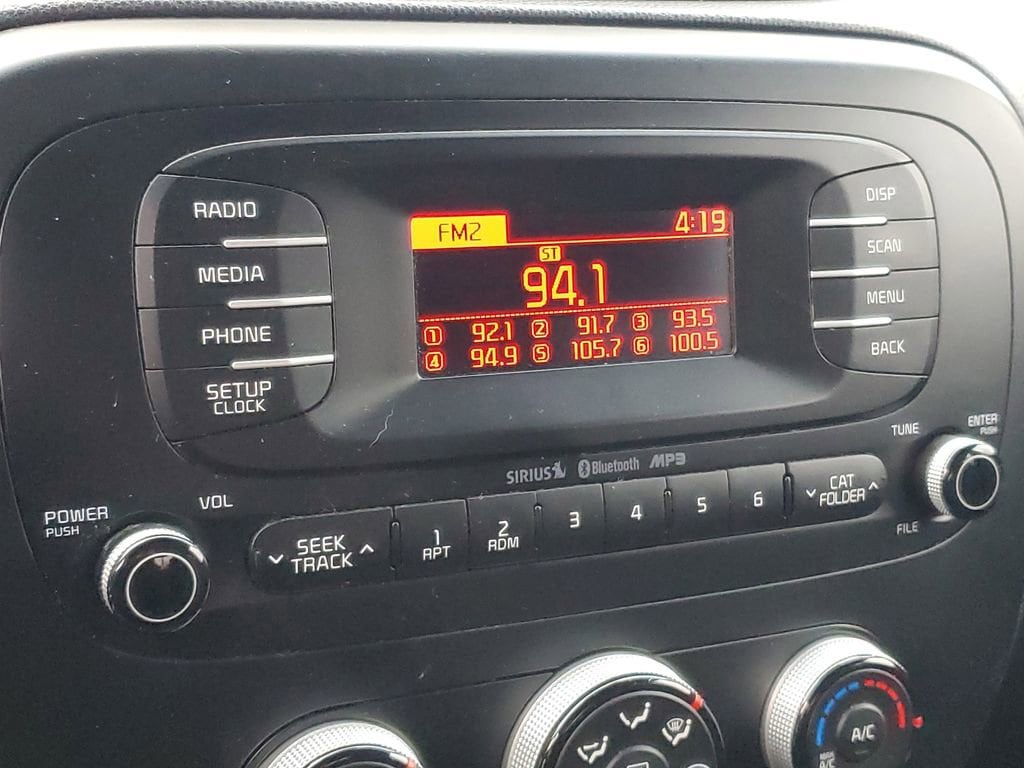 RADIO
MEDIA
PHONE
SETUP
CLOCK
FM2
4:19
ST
94.1
1 92.1 2 91.7 3 93.5
4 94.9 5 105.7 6 100.5
DISP
SCAN
MENU
BACK
TUNE
ENTER
PUSH
SIRIUS Bluetooth MP3
POWER
PUSH
VOL
SEEK
TRACK
1
RPT
2
RDM
3
4
5
6
CAT
FOLDER
FILE
A/C
MAX
A/C